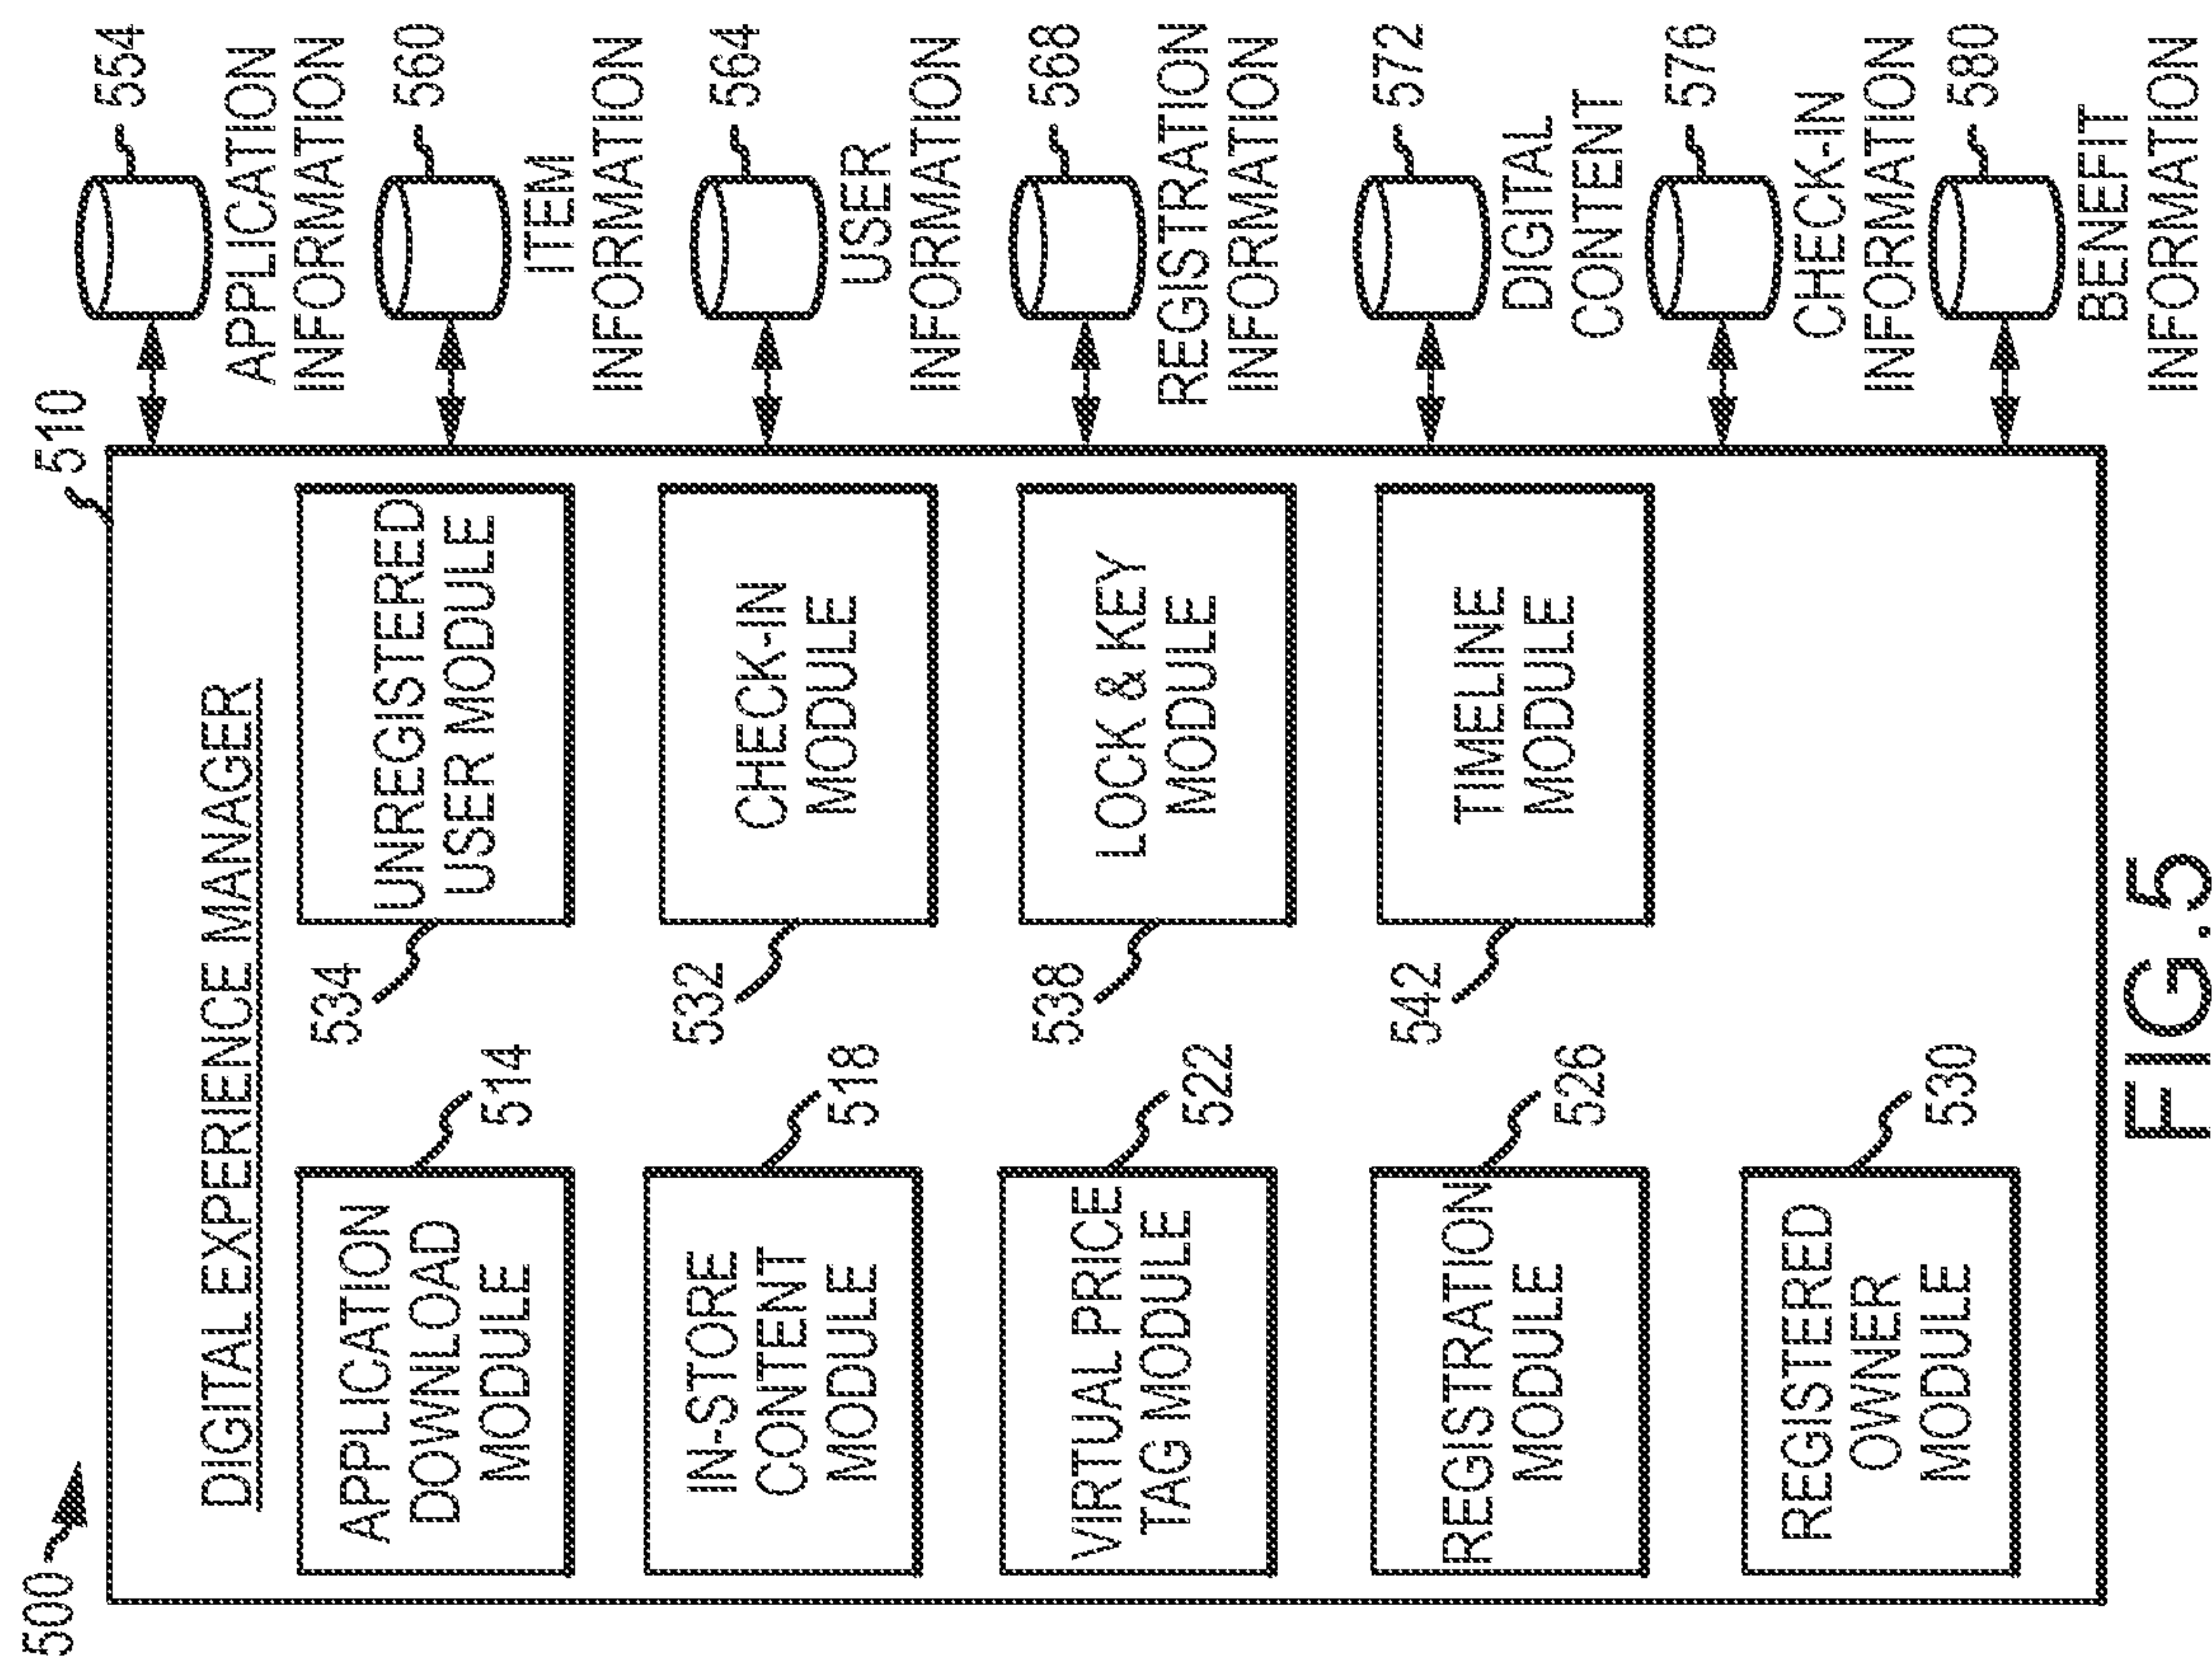 500
510
DIGITAL EXPERIENCE MANAGER
APPLICATION
DOWNLOAD
MODULE
514
IN-STORE
CONTENT
MODULE
518
VIRTUAL PRICE
TAG MODULE
522
REGISTRATION
MODULE
526
REGISTERED
OWNER
MODULE
530
534
UNREGISTERED
USER MODULE
532
CHECK-IN
MODULE
538
LOCK & KEY
MODULE
542
TIMELINE
MODULE
554
APPLICATION
INFORMATION
560
ITEM
INFORMATION
564
USER
INFORMATION
568
REGISTRATION
INFORMATION
572
DIGITAL
CONTENT
576
CHECK-IN
INFORMATION
580
BENEFIT
INFORMATION
FIG.5